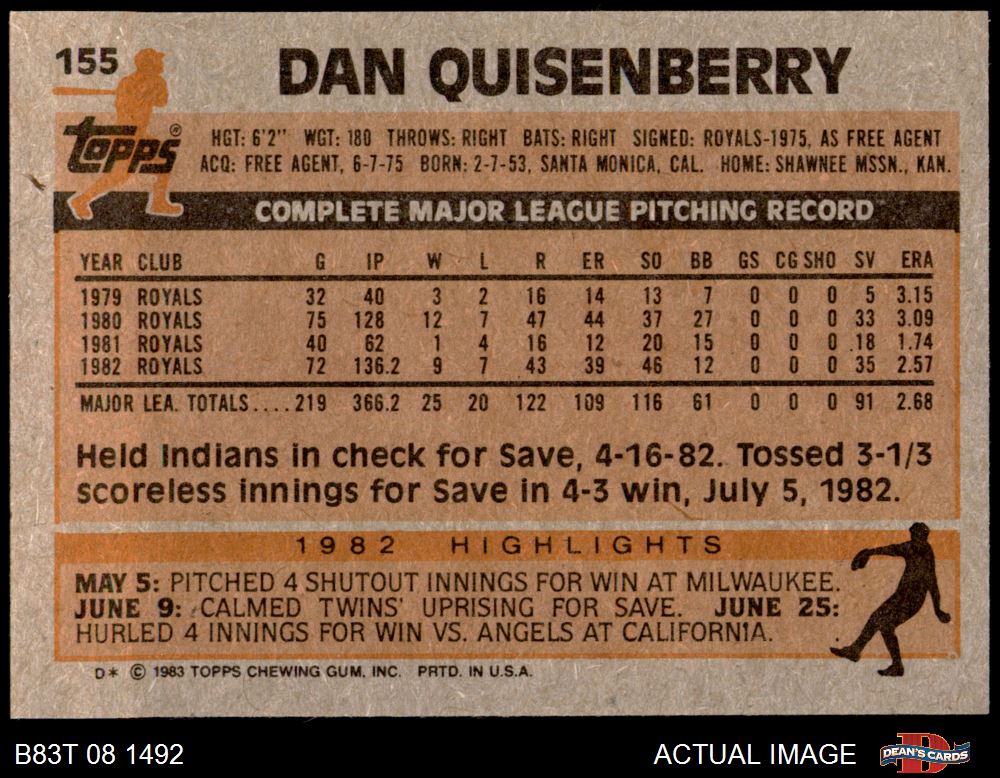 155
DAN QUISENBERRY
topps®
HGT: 6'2" WGT: 180 THROWS: RIGHT BATS: RIGHT SIGNED: ROYALS-1975, AS FREE AGENT
ACQ: FREE AGENT, 6-7-75 BORN: 2-7-53, SANTA MONICA, CAL. HOME: SHAWNEE MSSN., KAN.
COMPLETE MAJOR LEAGUE PITCHING RECORD
YEAR CLUB G IP W L R ER SO BB GS CG SHO SV ERA
1979 ROYALS 32 40 3 2 16 14 13 7 0 0 0 5 3.15
1980 ROYALS 75 128 12 7 47 44 37 27 0 0 0 33 3.09
1981 ROYALS 40 62 1 4 16 12 20 15 0 0 0 18 1.74
1982 ROYALS 72 136.2 9 7 43 39 46 12 0 0 0 35 2.57
MAJOR LEA. TOTALS....219 366.2 25 20 122 109 116 61 0 0 0 91 2.68
Held Indians in check for Save, 4-16-82. Tossed 3-1/3
scoreless innings for Save in 4-3 win, July 5, 1982.
1982 HIGHLIGHTS
MAY 5: PITCHED 4 SHUTOUT INNINGS FOR WIN AT MILWAUKEE.
JUNE 9: CALMED TWINS' UPRISING FOR SAVE. JUNE 25:
HURLED 4 INNINGS FOR WIN VS. ANGELS AT CALIFORNIA.
D* © 1983 TOPPS CHEWING GUM, INC. PRTD. IN U.S.A.
B83T 08 1492
ACTUAL IMAGE
DEAN'S CARDS